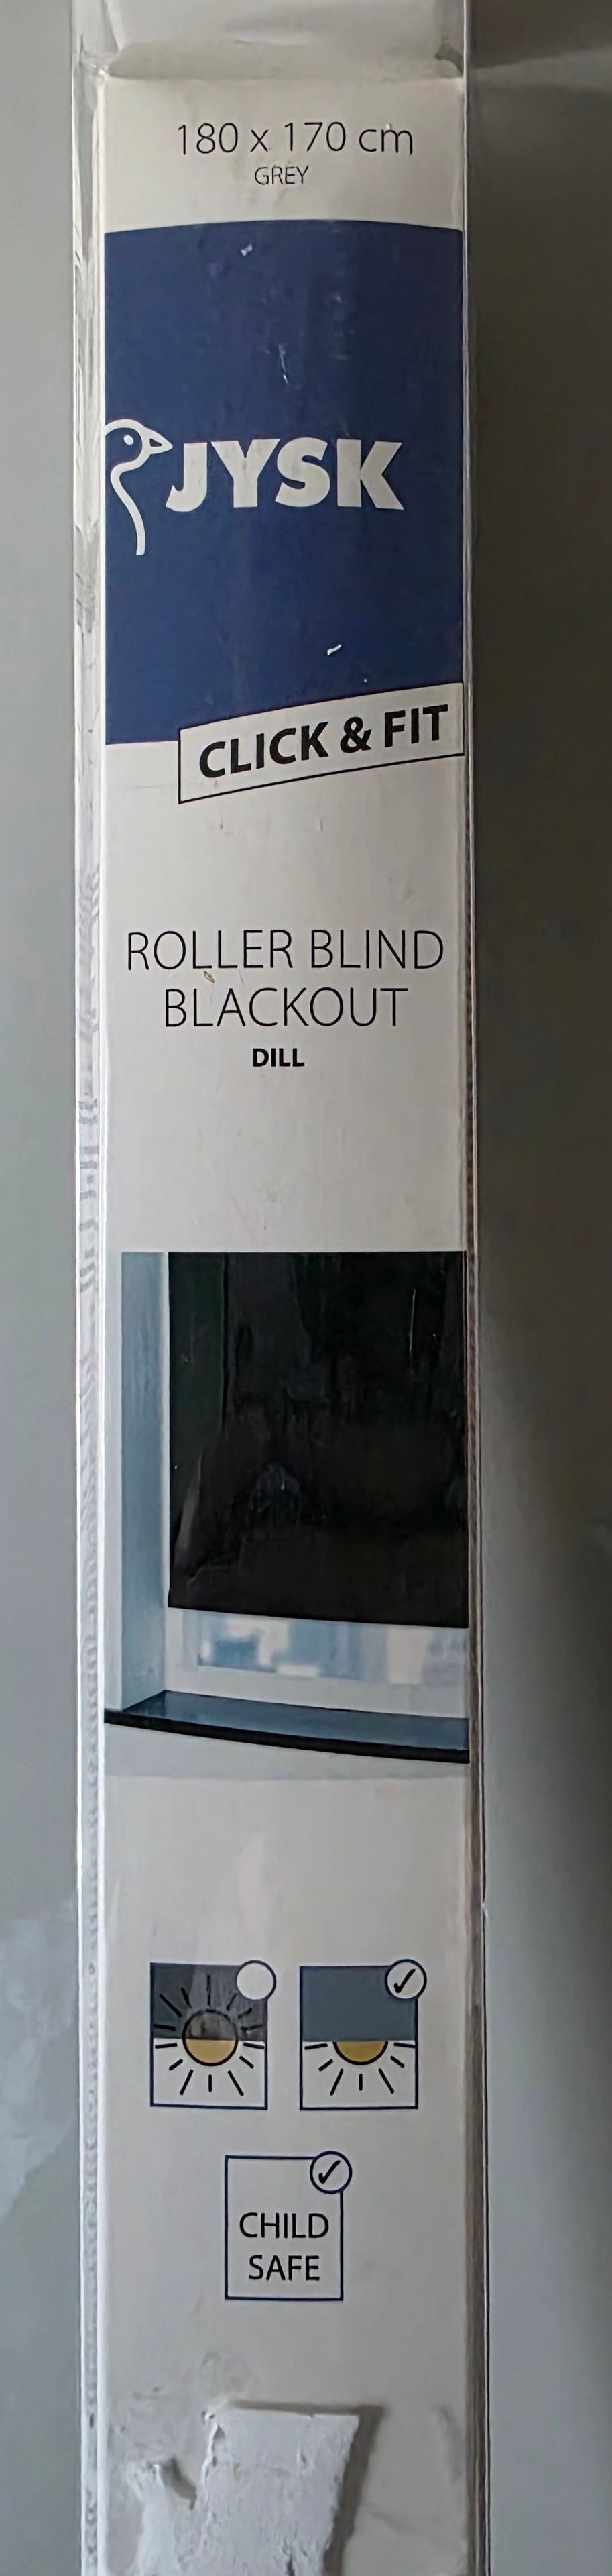 180 x 170 cm
GREY
JYSK
CLICK & FIT
ROLLER BLIND
BLACKOUT
DILL
CHILD
SAFE